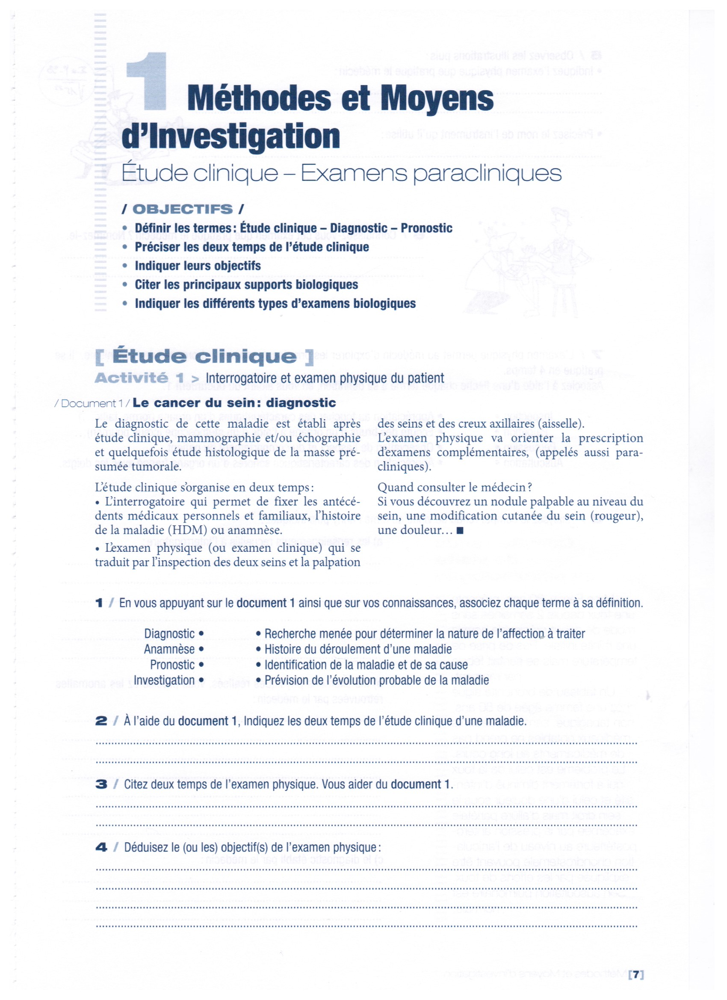 1
Méthodes et Moyens
d'Investigation
Étude clinique – Examens paracliniques
/ OBJECTIFS /
• Définir les termes : Étude clinique – Diagnostic – Pronostic
• Préciser les deux temps de l'étude clinique
• Indiquer leurs objectifs
• Citer les principaux supports biologiques
• Indiquer les différents types d'examens biologiques
[ Étude clinique ]
Activité 1 > Interrogatoire et examen physique du patient
/ Document 1 / Le cancer du sein : diagnostic
Le diagnostic de cette maladie est établi après
étude clinique, mammographie et/ou échographie
et quelquefois étude histologique de la masse pré-
sumée tumorale.
L'étude clinique s'organise en deux temps :
• L'interrogatoire qui permet de fixer les antécé-
dents médicaux personnels et familiaux, l'histoire
de la maladie (HDM) ou anamnèse.
• L'examen physique (ou examen clinique) qui se
traduit par l'inspection des deux seins et la palpation
des seins et des creux axillaires (aisselle).
L'examen physique va orienter la prescription
d'examens complémentaires, (appelés aussi para-
cliniques).
Quand consulter le médecin ?
Si vous découvrez un nodule palpable au niveau du
sein, une modification cutanée du sein (rougeur),
une douleur... ■
1 / En vous appuyant sur le document 1 ainsi que sur vos connaissances, associez chaque terme à sa définition.
Diagnostic • • Recherche menée pour déterminer la nature de l'affection à traiter
Anamnèse • • Histoire du déroulement d'une maladie
Pronostic • • Identification de la maladie et de sa cause
Investigation • • Prévision de l'évolution probable de la maladie
2 / À l'aide du document 1, Indiquez les deux temps de l'étude clinique d'une maladie.
3 / Citez deux temps de l'examen physique. Vous aider du document 1.
4 / Déduisez le (ou les) objectif(s) de l'examen physique :
[7]